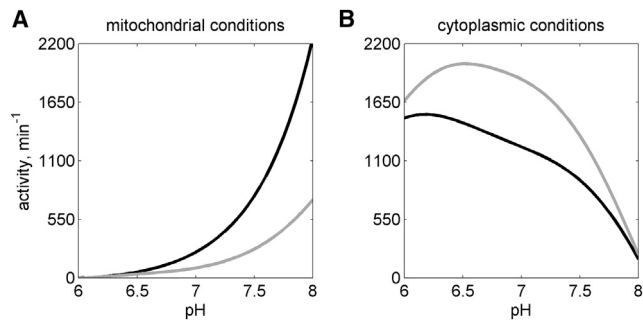 A mitochondrial conditions
2200
1650
1100
550
0
activity, min⁻¹
6 6.5 7 7.5 8
pH
B cytoplasmic conditions
2200
1650
1100
550
0
6 6.5 7 7.5 8
pH